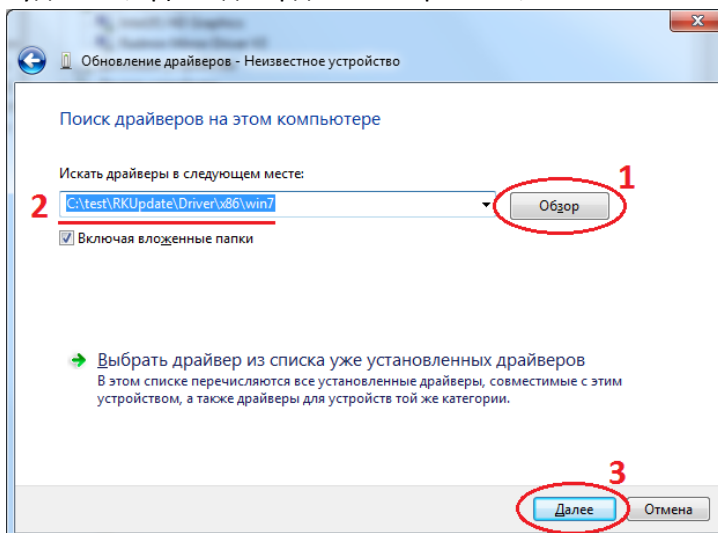 Обновление драйверов - Неизвестное устройство
Поиск драйверов на этом компьютере
Искать драйверы в следующем месте:
1
2
C:\test\RKUpdate\Driver\x86\win7
Обзор
Включая вложенные папки
Выбрать драйвер из списка уже установленных драйверов
В этом списке перечисляются все установленные драйверы, совместимые с этим
устройством, а также драйверы для устройств той же категории.
3
Далее
Отмена